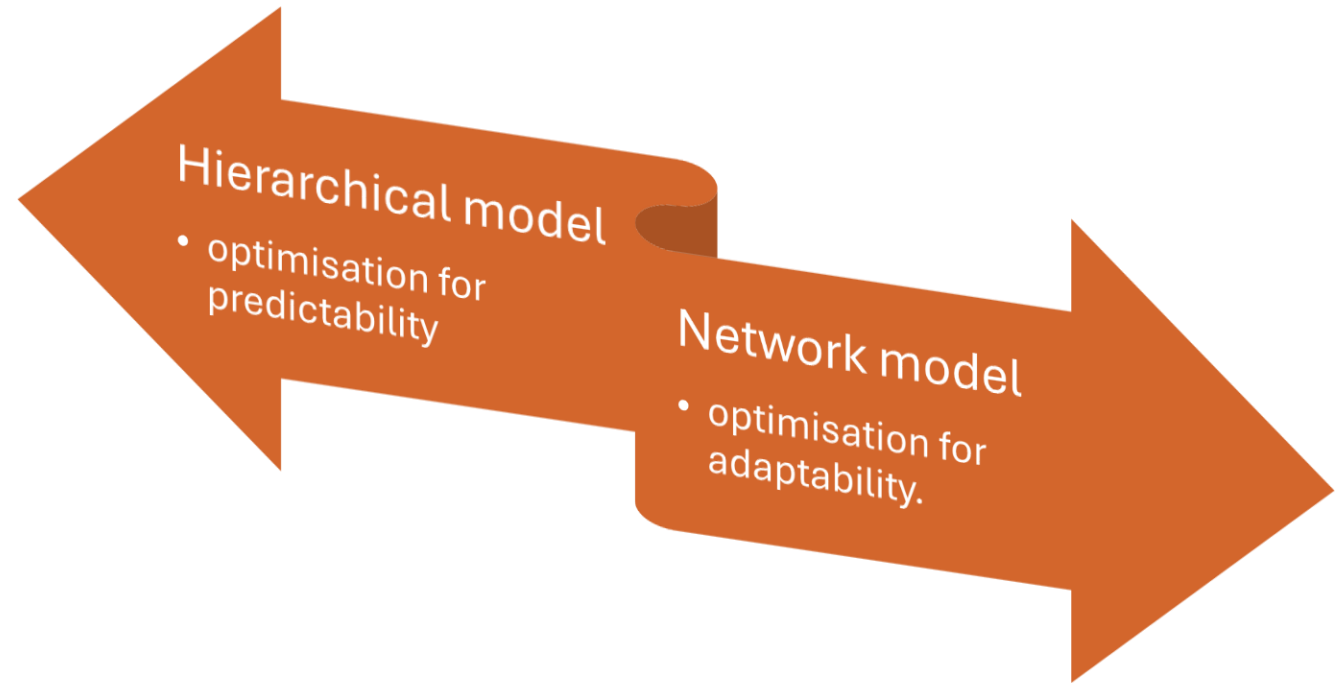 Hierarchical model
• optimisation for
predictability
Network model
• optimisation for
adaptability.